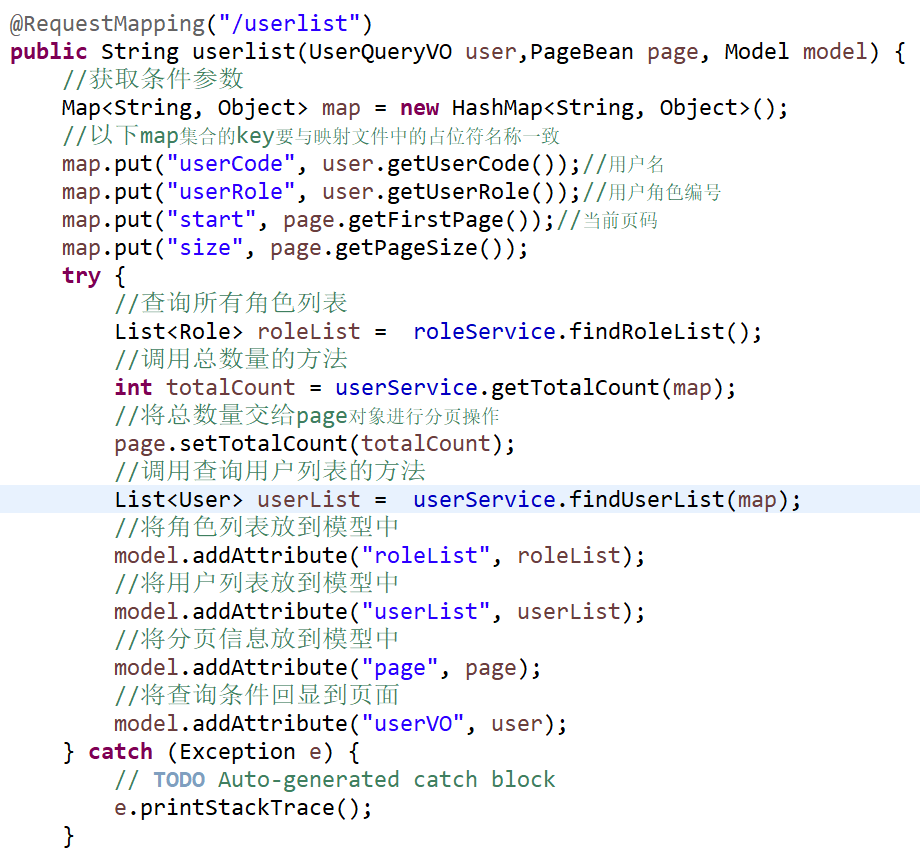 @RequestMapping("/userlist")
public String userlist(UserQueryVO user,PageBean page, Model model) {
//获取条件参数
Map<String, Object> map = new HashMap<String, Object>();
//以下map集合的key要与映射文件中的占位符名称一致
map.put("userCode", user.getUserCode());//用户名
map.put("userRole", user.getUserRole());//用户角色编号
map.put("start", page.getFirstPage());//当前页码
map.put("size", page.getPageSize());
try {
//查询所有角色列表
List<Role> roleList =  roleService.findRoleList();
//调用总数量的方法
int totalCount = userService.getTotalCount(map);
//将总数量交给page对象进行分页操作
page.setTotalCount(totalCount);
//调用查询用户列表的方法
List<User> userList =  userService.findUserList(map);
//将角色列表放到模型中
model.addAttribute("roleList", roleList);
//将用户列表放到模型中
model.addAttribute("userList", userList);
//将分页信息放到模型中
model.addAttribute("page", page);
//将查询条件回显到页面
model.addAttribute("userVO", user);
} catch (Exception e) {
// TODO Auto-generated catch block
e.printStackTrace();
}